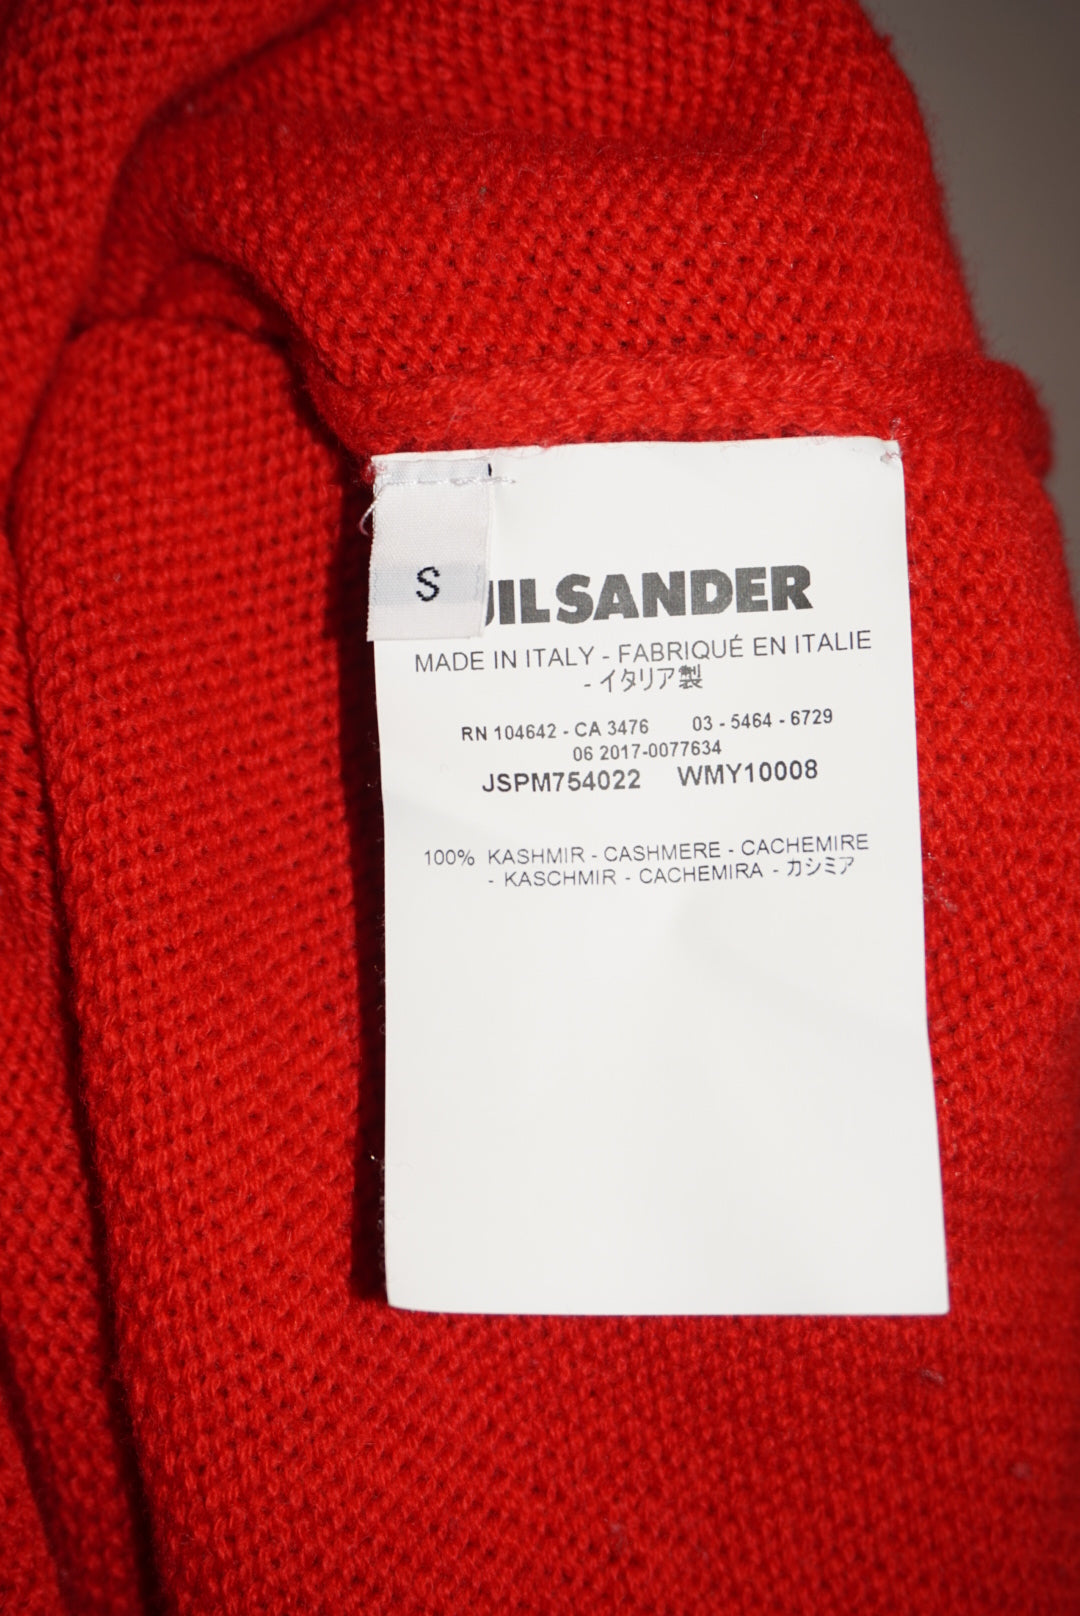 S
JIL SANDER
MADE IN ITALY - FABRIQUÉ EN ITALIE
- イタリア製
RN 104642 - CA 3476 03 - 5464 - 6729
06 2017-0077634
JSPM754022 WMY10008
100% KASHMIR - CASHMERE - CACHEMIRE
- KASCHMIR - CACHEMIRA - カシミア